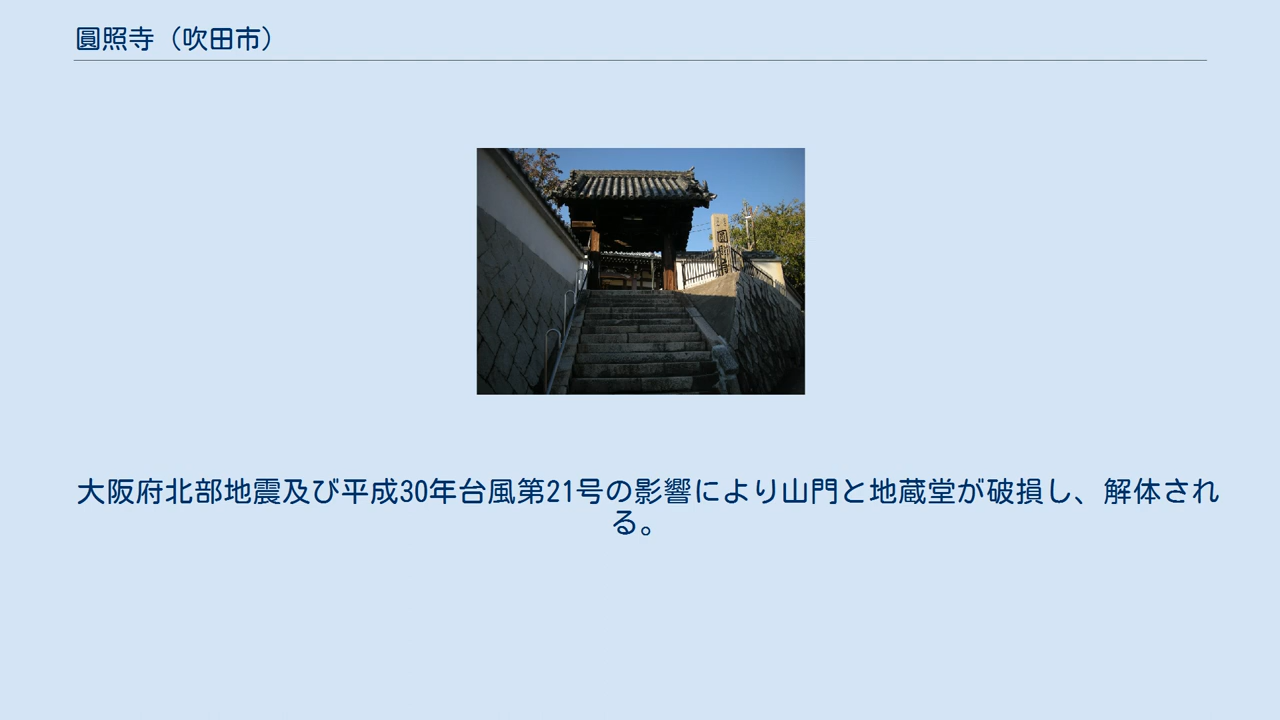 圓照寺（吹田市）
大阪府北部地震及び平成30年台風第21号の影響により山門と地蔵堂が破損し、解体され
る。